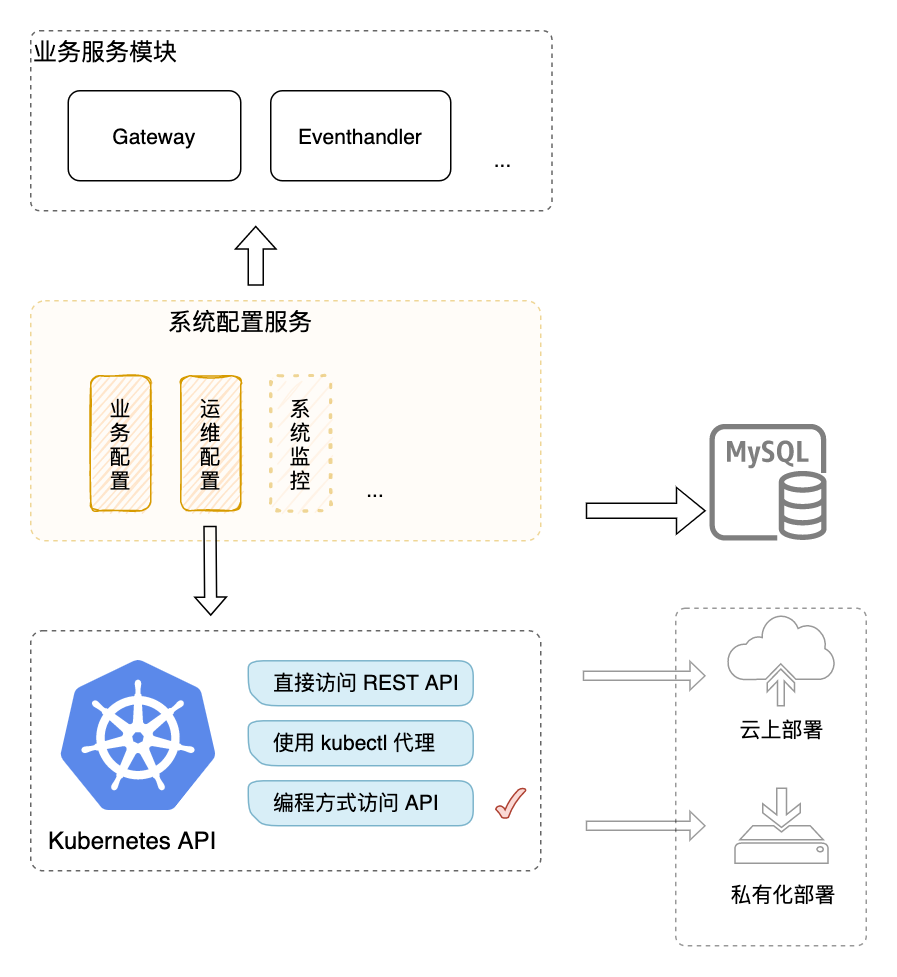 业务服务模块
Gateway
Eventhandler
...
系统配置服务
业务配置
运维配置
系统监控
...
MySQL
直接访问 REST API
使用 kubectl 代理
编程方式访问 API
Kubernetes API
云上部署
私有化部署